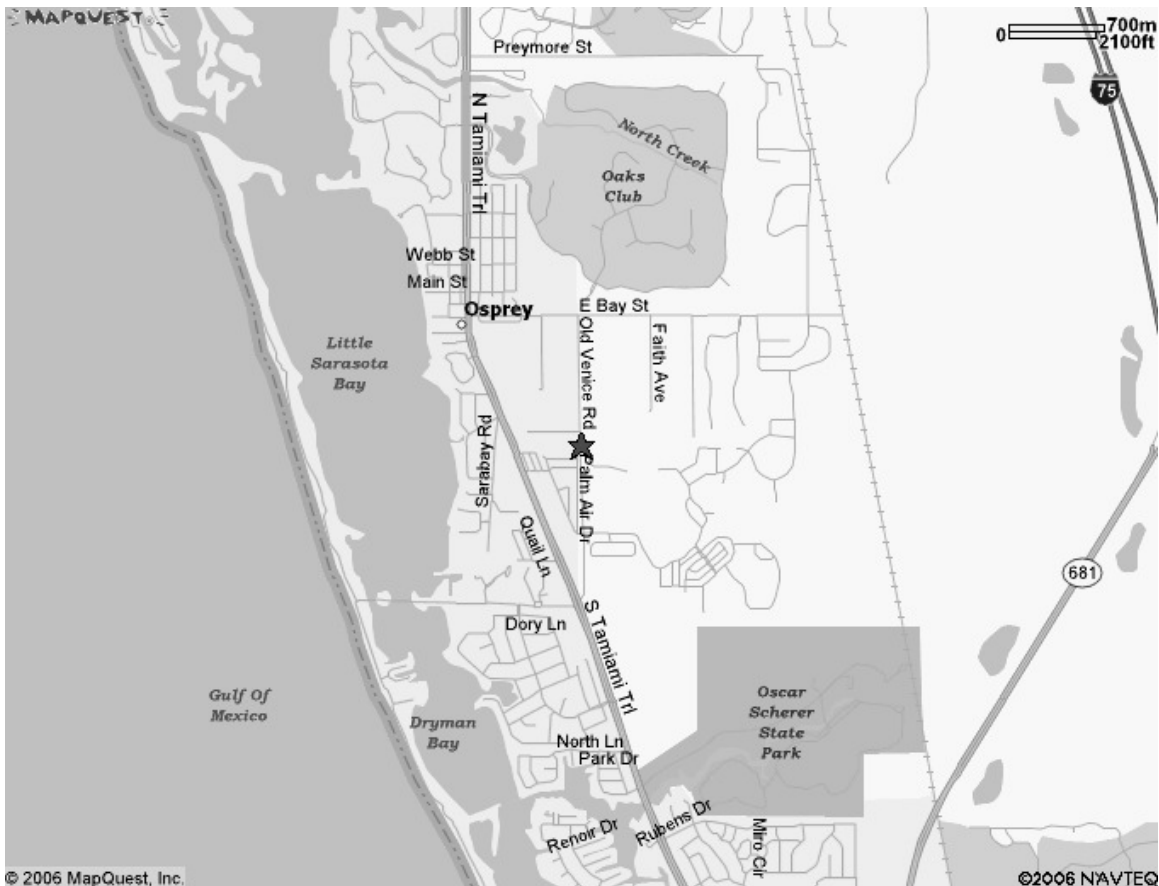 MAPQUEST.
0
700m
2100ft
Preymore St
75
N Tamiami Trl
North Creek
Oaks
Club
Webb St
Main St
Osprey
E Bay St
Little
Sarasota
Bay
Old Venice Rd
Faith Ave
Sarabay Rd
Palm Air Dr
Quail Ln
681
Dory Ln
S Tamiami Trl
Gulf Of
Mexico
Dryman
Bay
Oscar
Scherer
State
Park
North Ln
Park Dr
Renoir Dr
Rubens Dr
Miro Cir
© 2006 MapQuest, Inc.
©2006 NAVTEQ